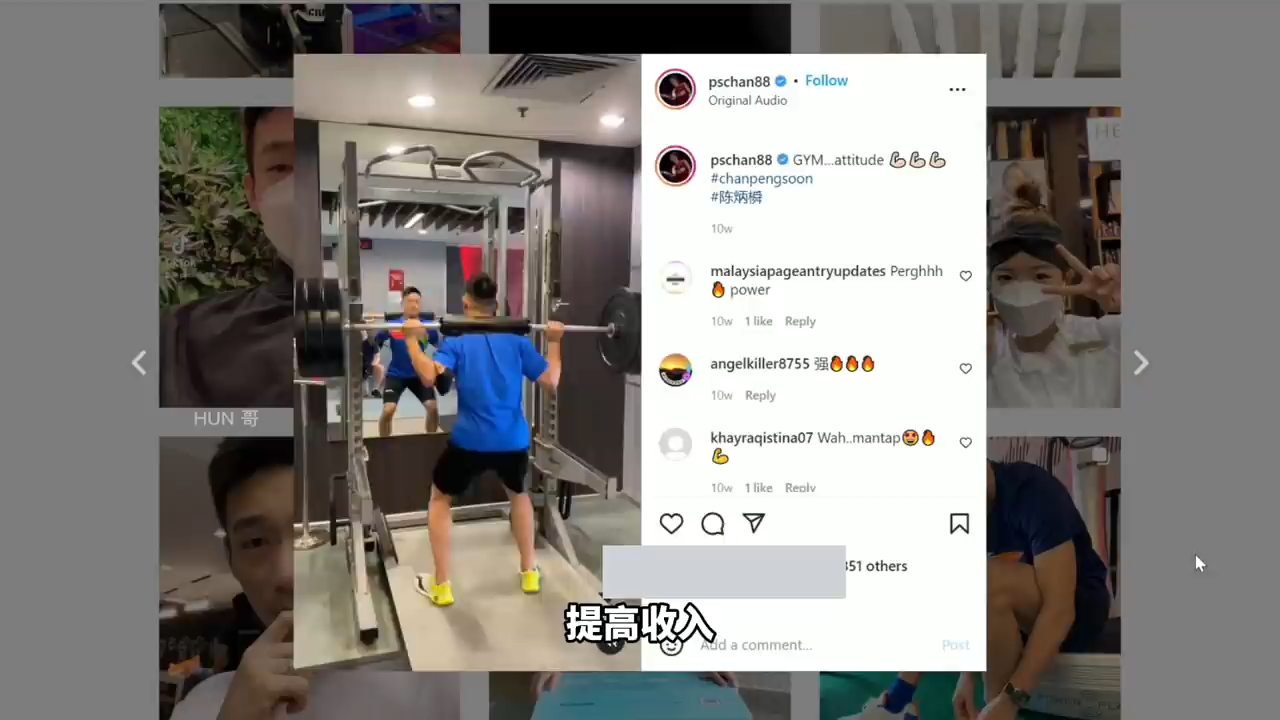 pschan88 • Follow
Original Audio
pschan88 GYM...attitude 💪🏻💪🏻💪🏻
#chanpengsoon
#陈炳橓
10w
malaysiapageantryupdates Perghhh
🔥 power
10w 1 like Reply
angelkiller8755 强🔥🔥🔥
10w Reply
khayraqistina07 Wah..mantap🤩🔥
💪
10w 1 like Reply
351 others
提高收入
Add a comment... Post
HUN 哥
HE